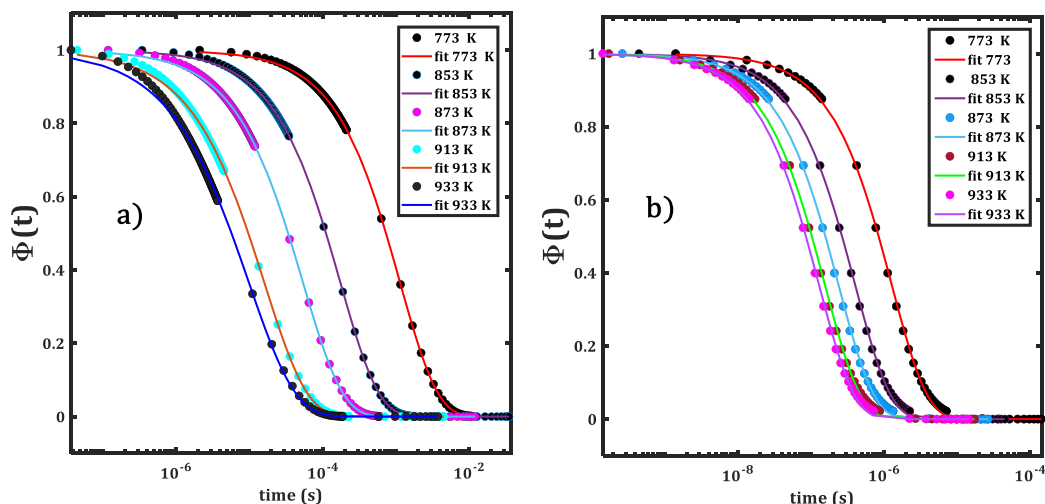 1
0.8
0.6
0.4
0.2
0
Φ(t)
a)
773 K
fit 773 K
853 K
fit 853 K
873 K
fit 873 K
913 K
fit 913 K
933 K
fit 933 K
10⁻⁶
10⁻⁴
10⁻²
time (s)
1
0.8
0.6
0.4
0.2
0
Φ(t)
b)
773 K
fit 773
853 K
fit 853 K
873 K
fit 873 K
913 K
fit 913 K
933 K
fit 933 K
10⁻⁸
10⁻⁶
10⁻⁴
time (s)